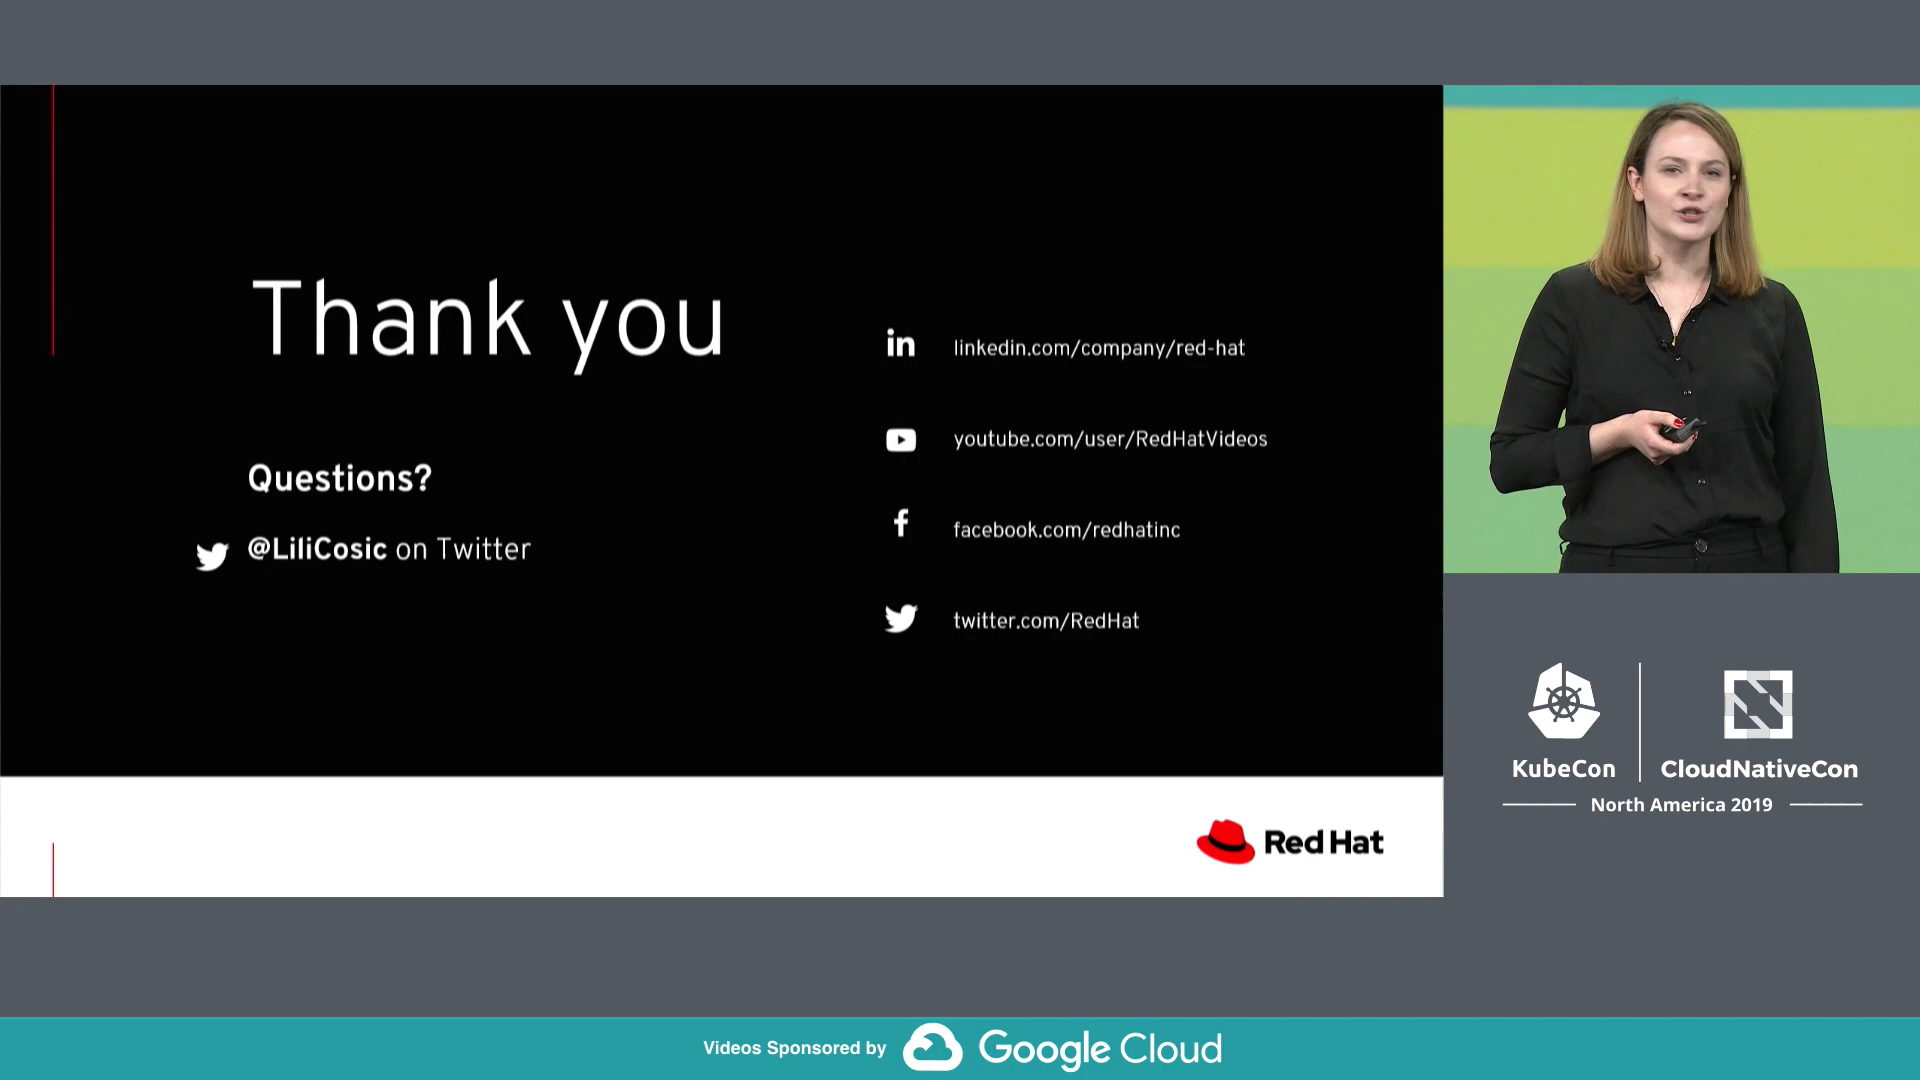 Thank you
Questions?
@LiliCosic on Twitter
in
linkedin.com/company/red-hat
youtube.com/user/RedHatVideos
f
facebook.com/redhatinc
twitter.com/RedHat
Red Hat
KubeCon
CloudNativeCon
North America 2019
Videos Sponsored by
Google Cloud